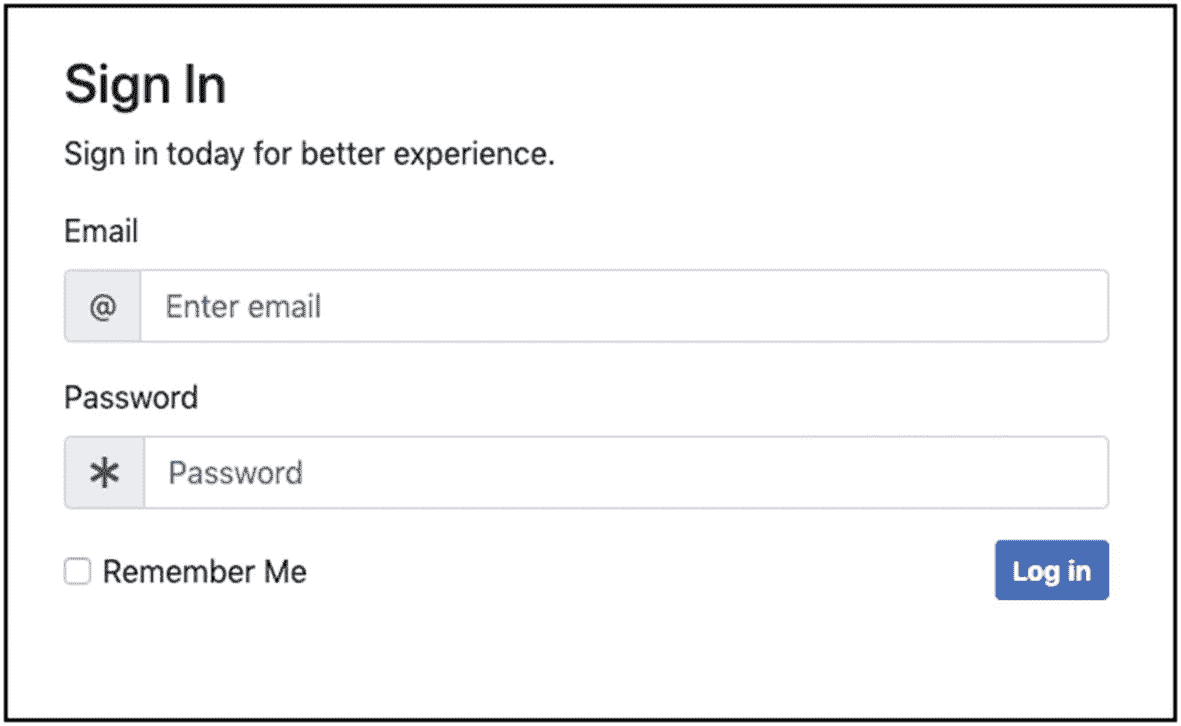 Sign In
Sign in today for better experience.
Email
@ Enter email
Password
* Password
Remember Me Log in